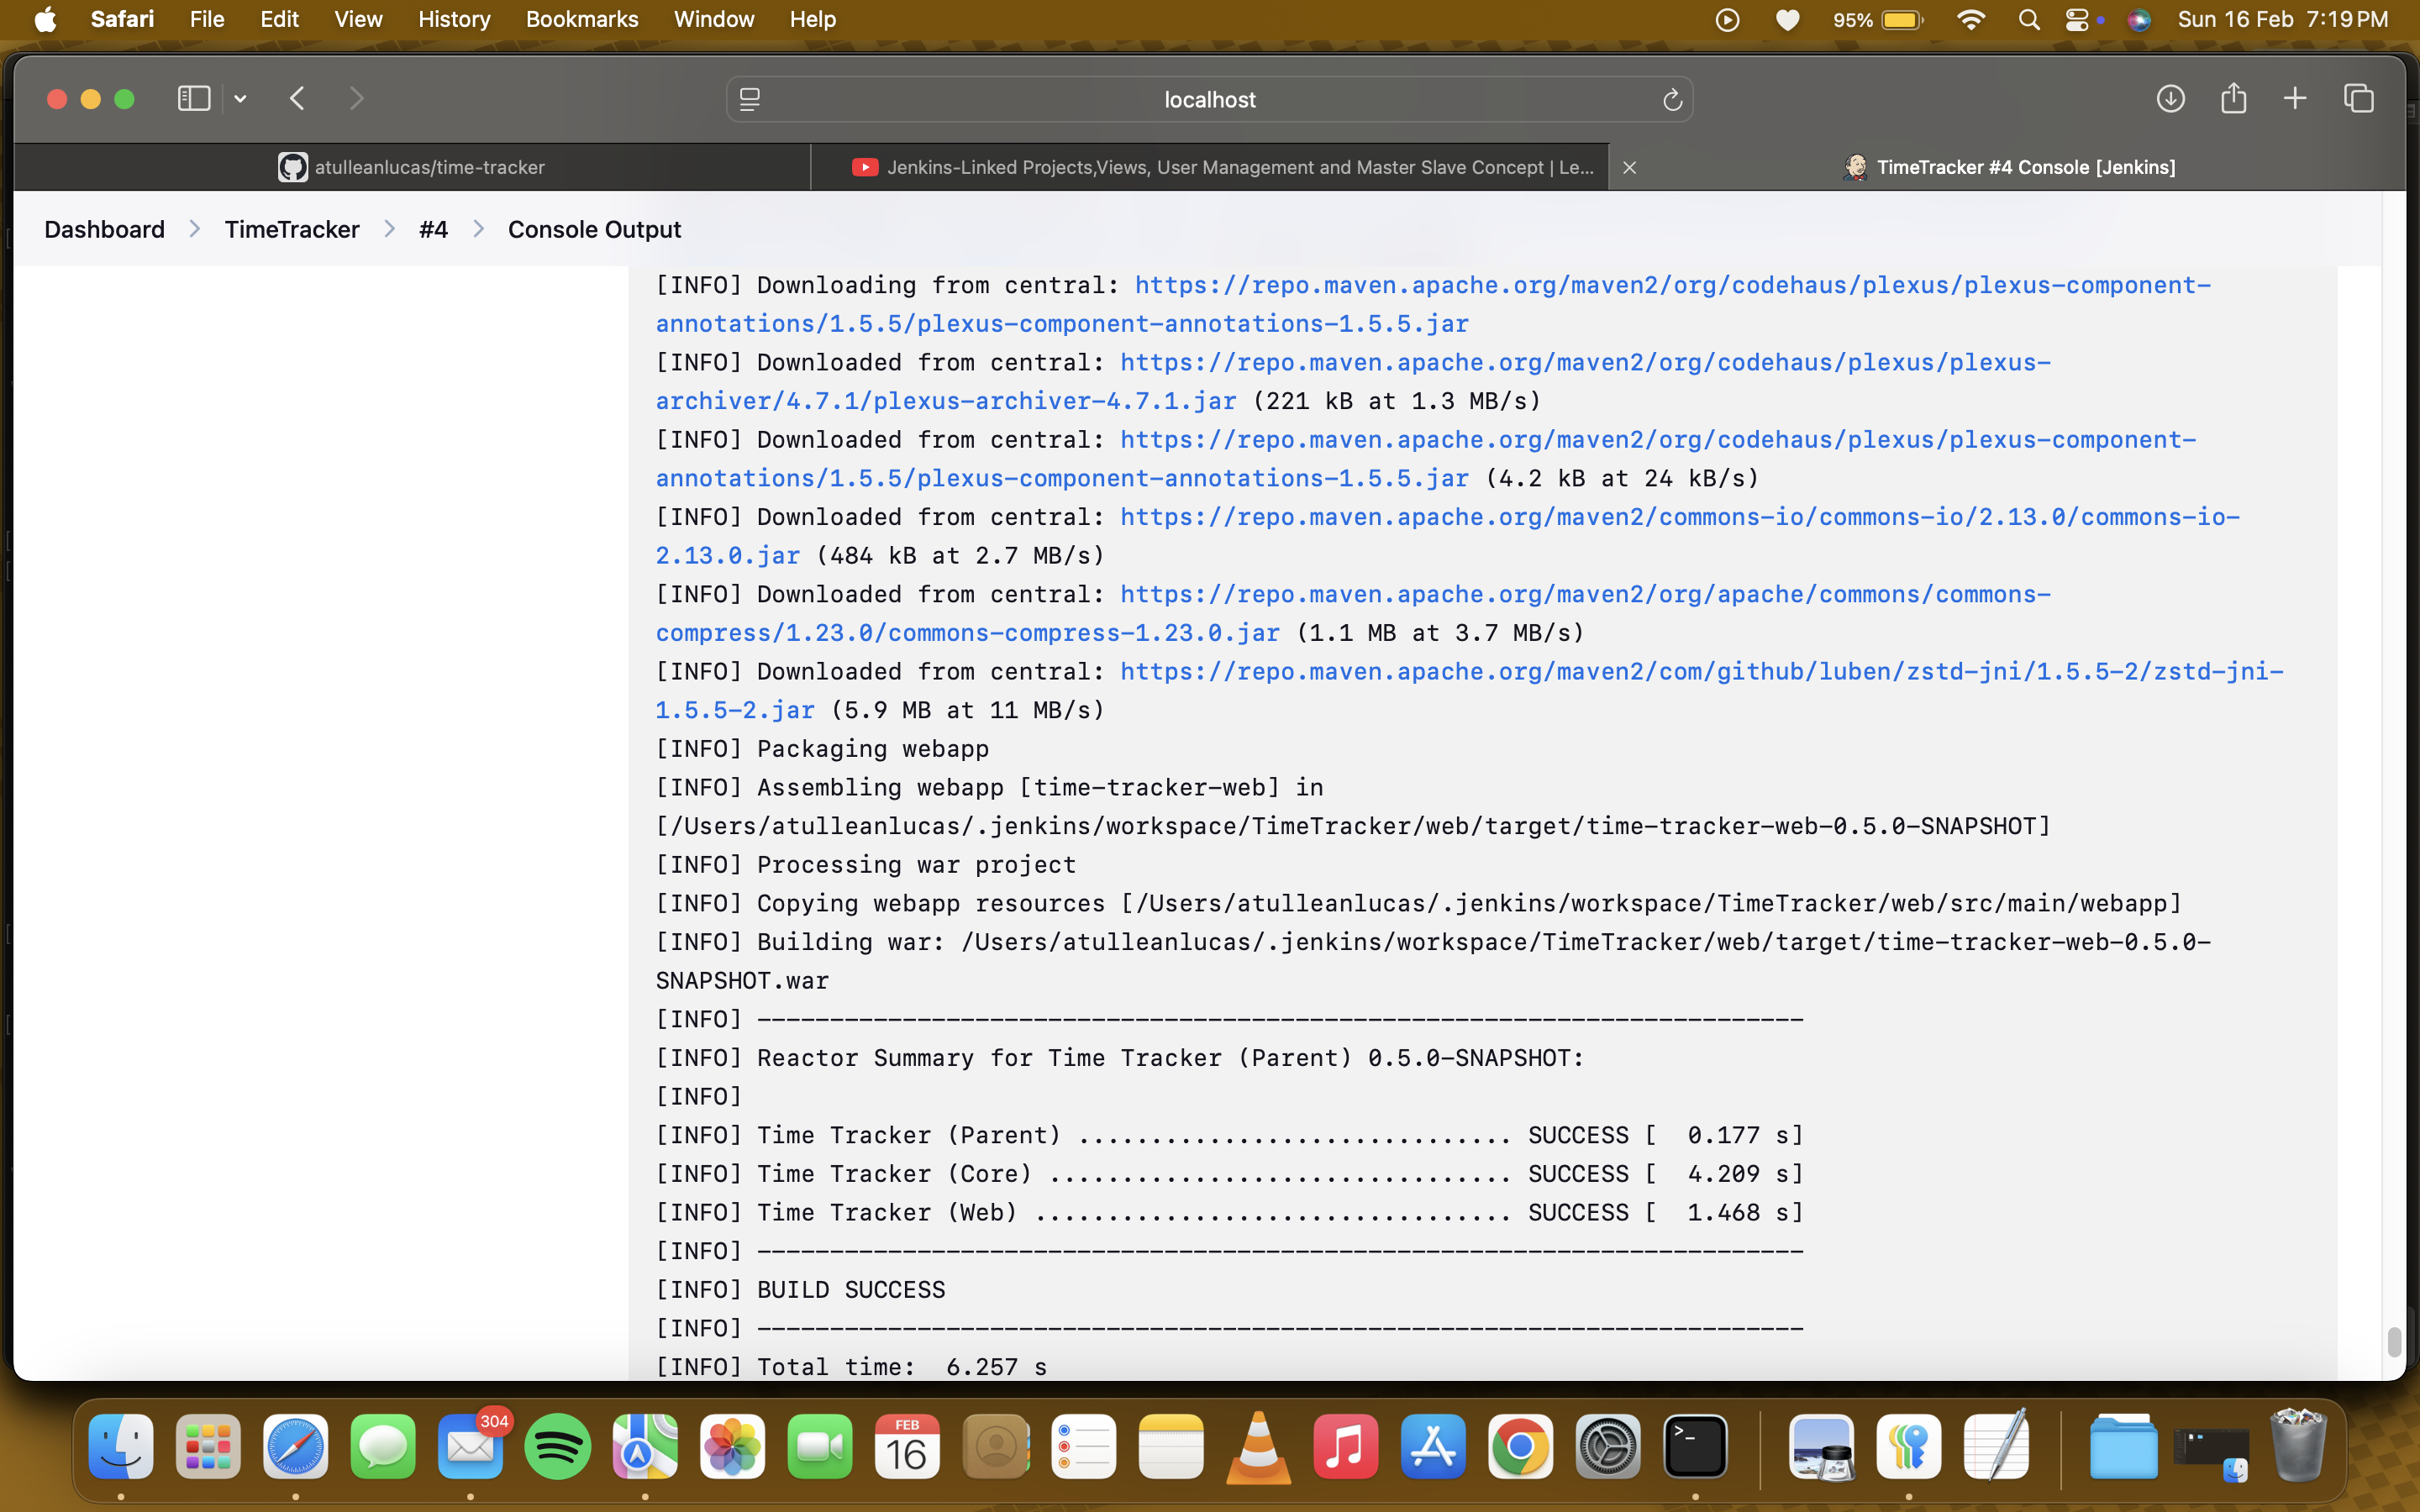 Safari File Edit View History Bookmarks Window Help 95% Sun 16 Feb 7:19 PM
localhost
atulleanlucas/time-tracker
Jenkins-Linked Projects,Views, User Management and Master Slave Concept | Le...
TimeTracker #4 Console [Jenkins]
Dashboard > TimeTracker > #4 > Console Output
[INFO] Downloading from central: https://repo.maven.apache.org/maven2/org/codehaus/plexus/plexus-component-
annotations/1.5.5/plexus-component-annotations-1.5.5.jar
[INFO] Downloaded from central: https://repo.maven.apache.org/maven2/org/codehaus/plexus/plexus-
archiver/4.7.1/plexus-archiver-4.7.1.jar (221 kB at 1.3 MB/s)
[INFO] Downloaded from central: https://repo.maven.apache.org/maven2/org/codehaus/plexus/plexus-component-
annotations/1.5.5/plexus-component-annotations-1.5.5.jar (4.2 kB at 24 kB/s)
[INFO] Downloaded from central: https://repo.maven.apache.org/maven2/commons-io/commons-io/2.13.0/commons-io-
2.13.0.jar (484 kB at 2.7 MB/s)
[INFO] Downloaded from central: https://repo.maven.apache.org/maven2/org/apache/commons/commons-
compress/1.23.0/commons-compress-1.23.0.jar (1.1 MB at 3.7 MB/s)
[INFO] Downloaded from central: https://repo.maven.apache.org/maven2/com/github/luben/zstd-jni/1.5.5-2/zstd-jni-
1.5.5-2.jar (5.9 MB at 11 MB/s)
[INFO] Packaging webapp
[INFO] Assembling webapp [time-tracker-web] in
[/Users/atulleanlucas/.jenkins/workspace/TimeTracker/web/target/time-tracker-web-0.5.0-SNAPSHOT]
[INFO] Processing war project
[INFO] Copying webapp resources [/Users/atulleanlucas/.jenkins/workspace/TimeTracker/web/src/main/webapp]
[INFO] Building war: /Users/atulleanlucas/.jenkins/workspace/TimeTracker/web/target/time-tracker-web-0.5.0-
SNAPSHOT.war
[INFO] ------------------------------------------------------------------------
[INFO] Reactor Summary for Time Tracker (Parent) 0.5.0-SNAPSHOT:
[INFO]
[INFO] Time Tracker (Parent) .............................. SUCCESS [  0.177 s]
[INFO] Time Tracker (Core) ................................ SUCCESS [  4.209 s]
[INFO] Time Tracker (Web) ................................. SUCCESS [  1.468 s]
[INFO] ------------------------------------------------------------------------
[INFO] BUILD SUCCESS
[INFO] ------------------------------------------------------------------------
[INFO] Total time:  6.257 s
304
FEB
16